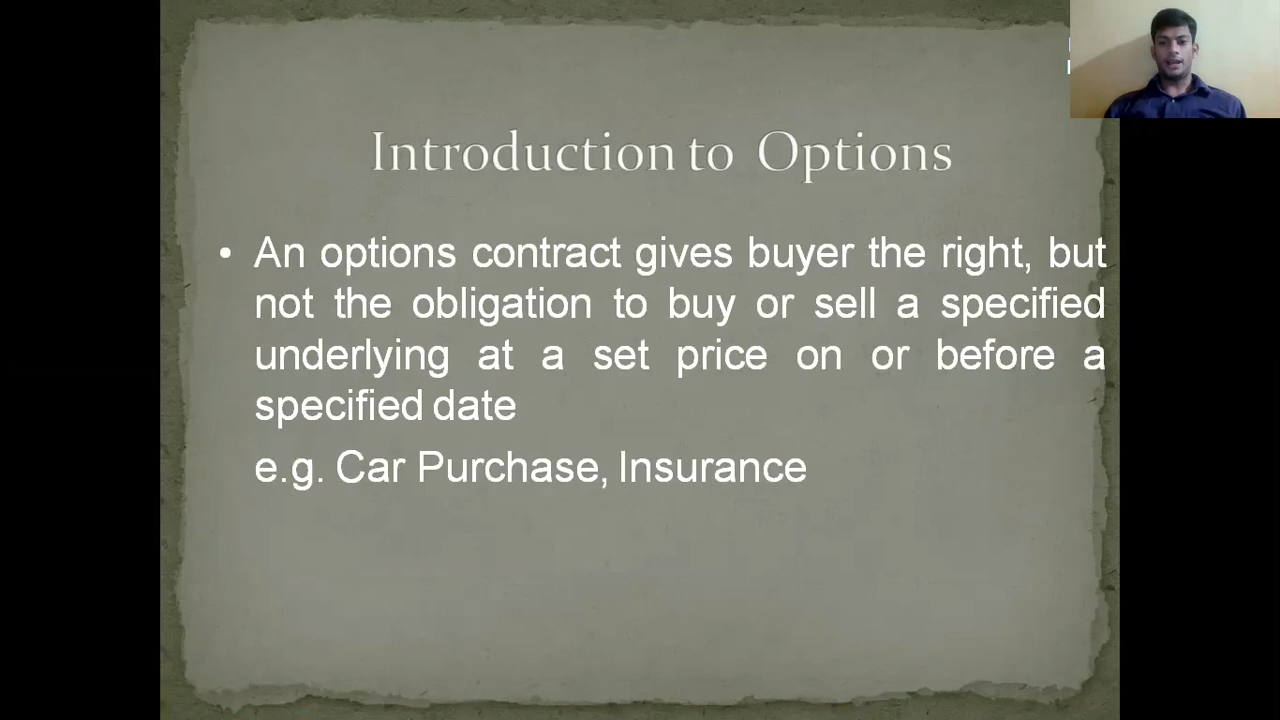 Introduction to Options
• An options contract gives buyer the right, but
not the obligation to buy or sell a specified
underlying at a set price on or before a
specified date
e.g. Car Purchase, Insurance